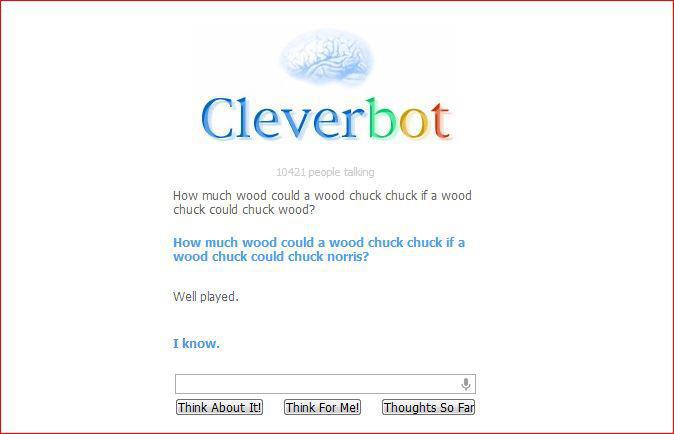 Cleverbot
10421 people talking
How much wood could a wood chuck chuck if a wood
chuck could chuck wood?
How much wood could a wood chuck chuck if a
wood chuck could chuck norris?
Well played.
I know.
Think About It! Think For Me! Thoughts So Far